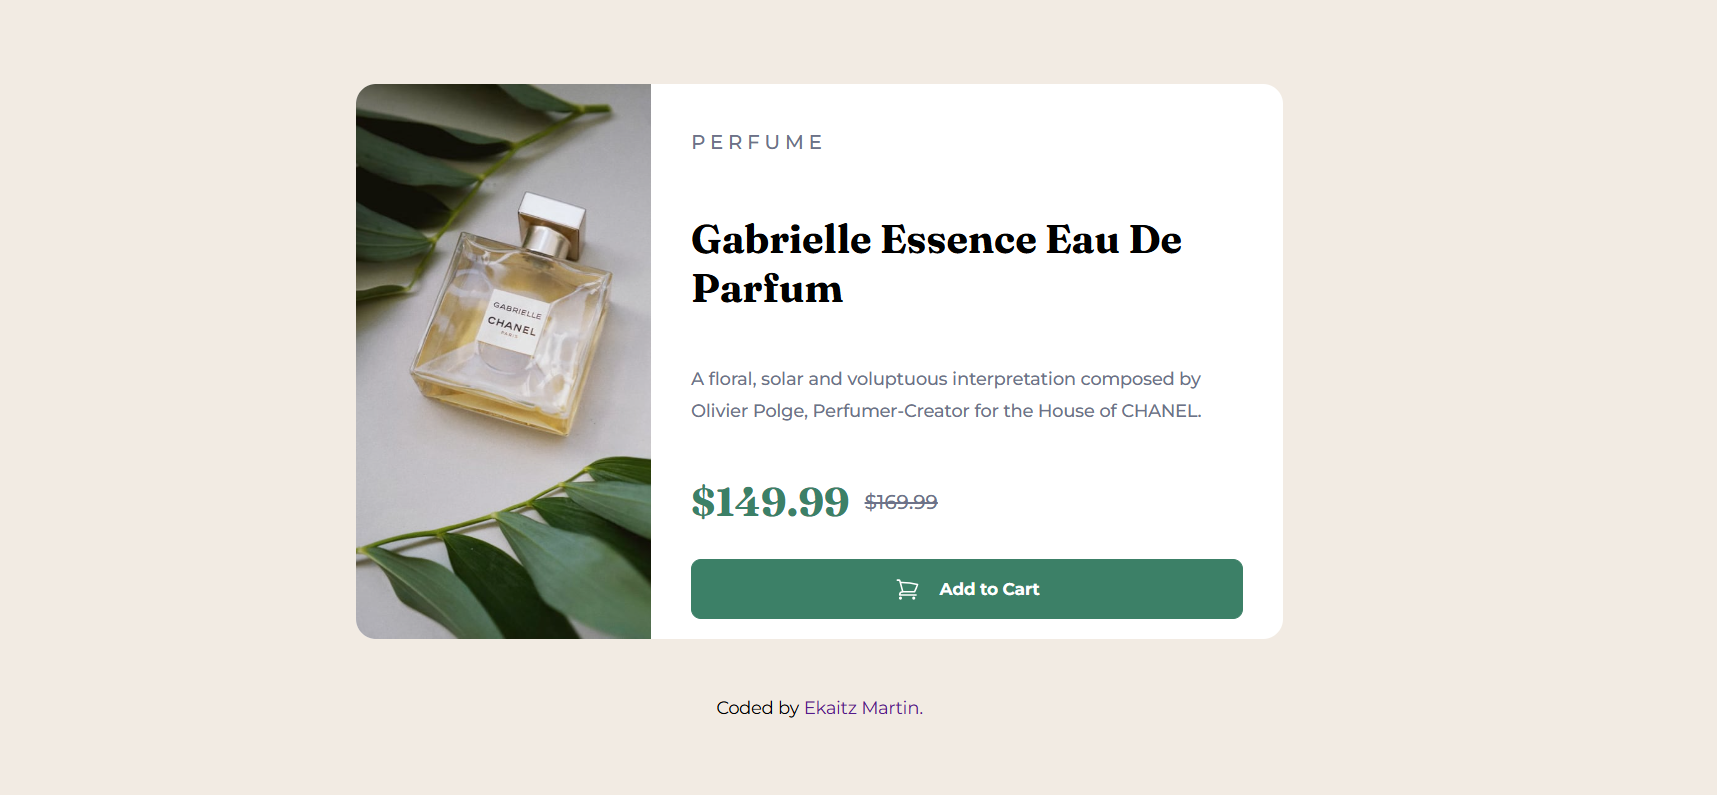 PERFUME
GABRIELLE
CHANEL
PARIS
Gabrielle Essence Eau De
Parfum
A floral, solar and voluptuous interpretation composed by
Olivier Polge, Perfumer-Creator for the House of CHANEL.
$149.99 $169.99
Add to Cart
Coded by Ekaitz Martin.